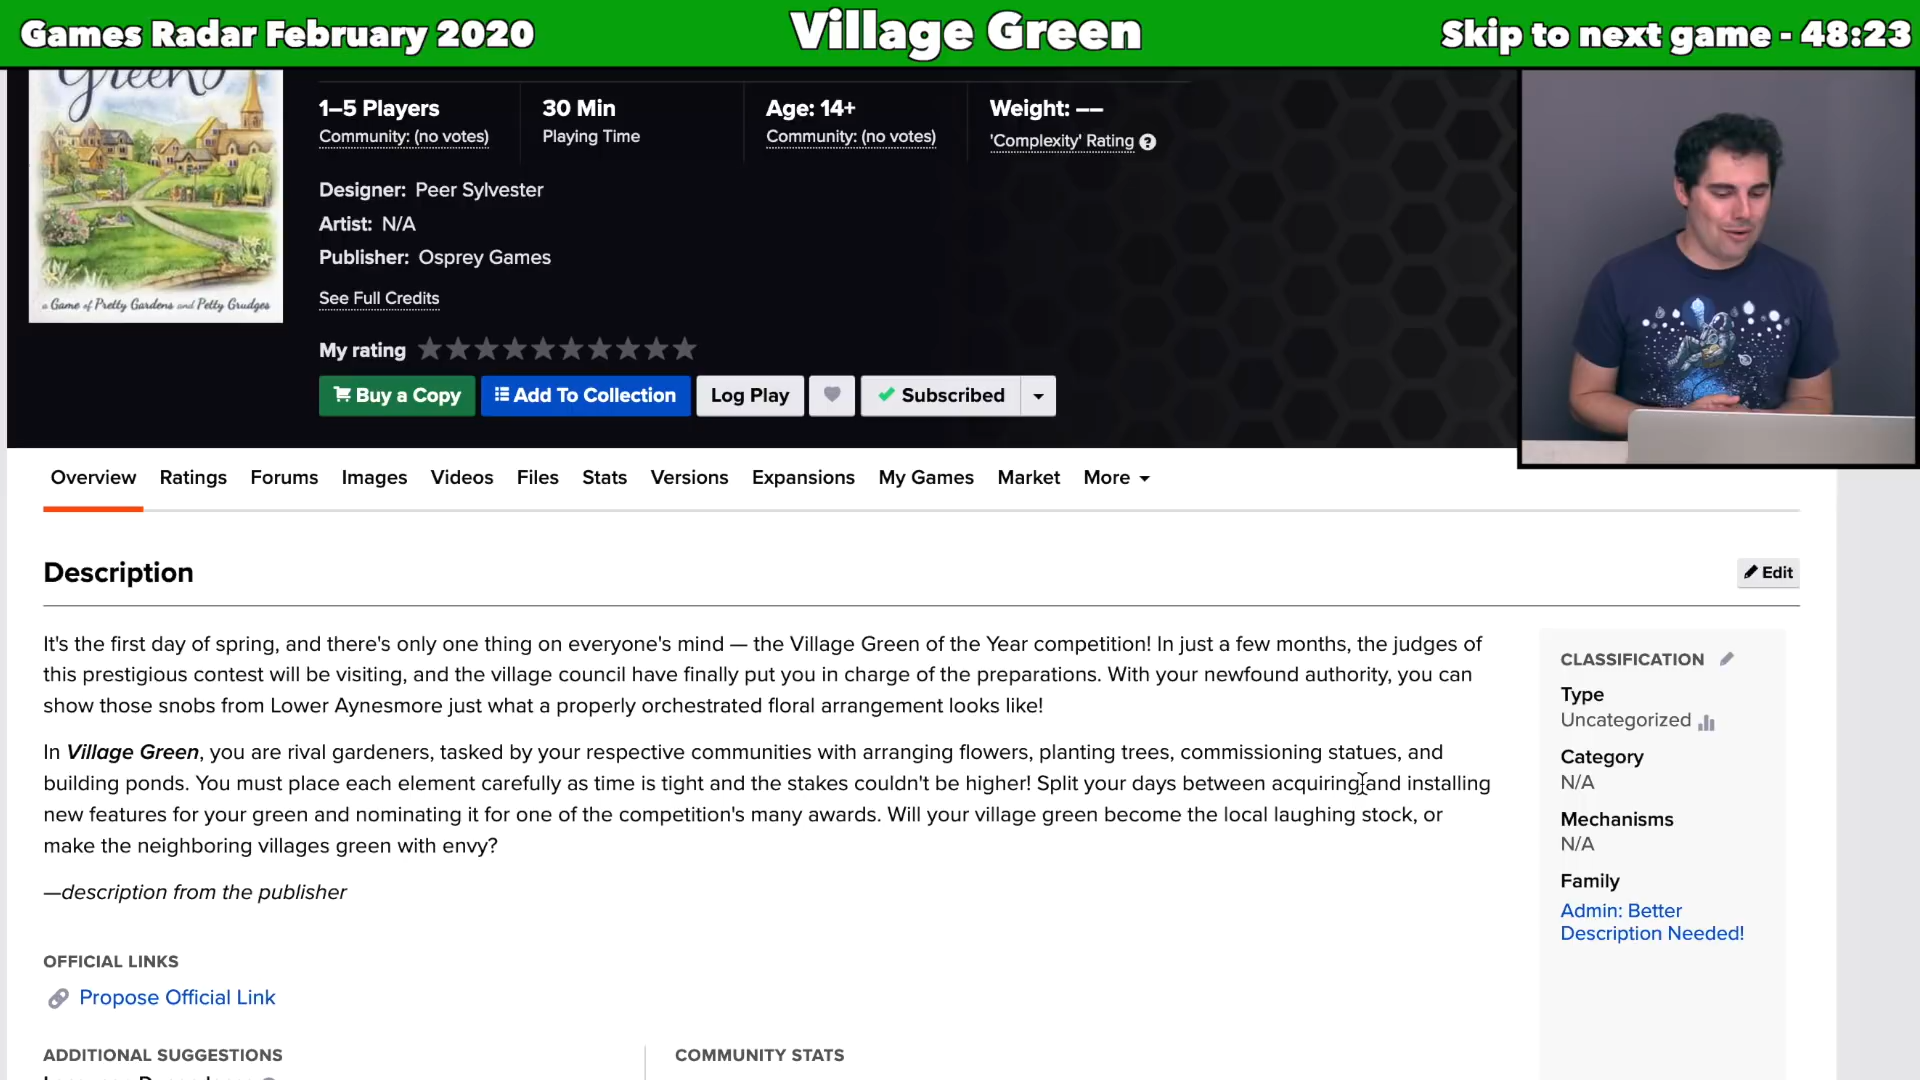 Games Radar February 2020
Village Green
Skip to next game - 48:23
Green
a Game of Pretty Gardens and Petty Grudges
1–5 Players
Community: (no votes)
30 Min
Playing Time
Age: 14+
Community: (no votes)
Weight: ––
'Complexity' Rating ?
Designer: Peer Sylvester
Artist: N/A
Publisher: Osprey Games
See Full Credits
My rating
Buy a Copy
Add To Collection
Log Play
Subscribed
Overview
Ratings
Forums
Images
Videos
Files
Stats
Versions
Expansions
My Games
Market
More
Description
Edit
It's the first day of spring, and there's only one thing on everyone's mind — the Village Green of the Year competition! In just a few months, the judges of
this prestigious contest will be visiting, and the village council have finally put you in charge of the preparations. With your newfound authority, you can
show those snobs from Lower Aynesmore just what a properly orchestrated floral arrangement looks like!
In Village Green, you are rival gardeners, tasked by your respective communities with arranging flowers, planting trees, commissioning statues, and
building ponds. You must place each element carefully as time is tight and the stakes couldn't be higher! Split your days between acquiring and installing
new features for your green and nominating it for one of the competition's many awards. Will your village green become the local laughing stock, or
make the neighboring villages green with envy?
—description from the publisher
CLASSIFICATION
Type
Uncategorized
Category
N/A
Mechanisms
N/A
Family
Admin: Better
Description Needed!
OFFICIAL LINKS
Propose Official Link
ADDITIONAL SUGGESTIONS
COMMUNITY STATS